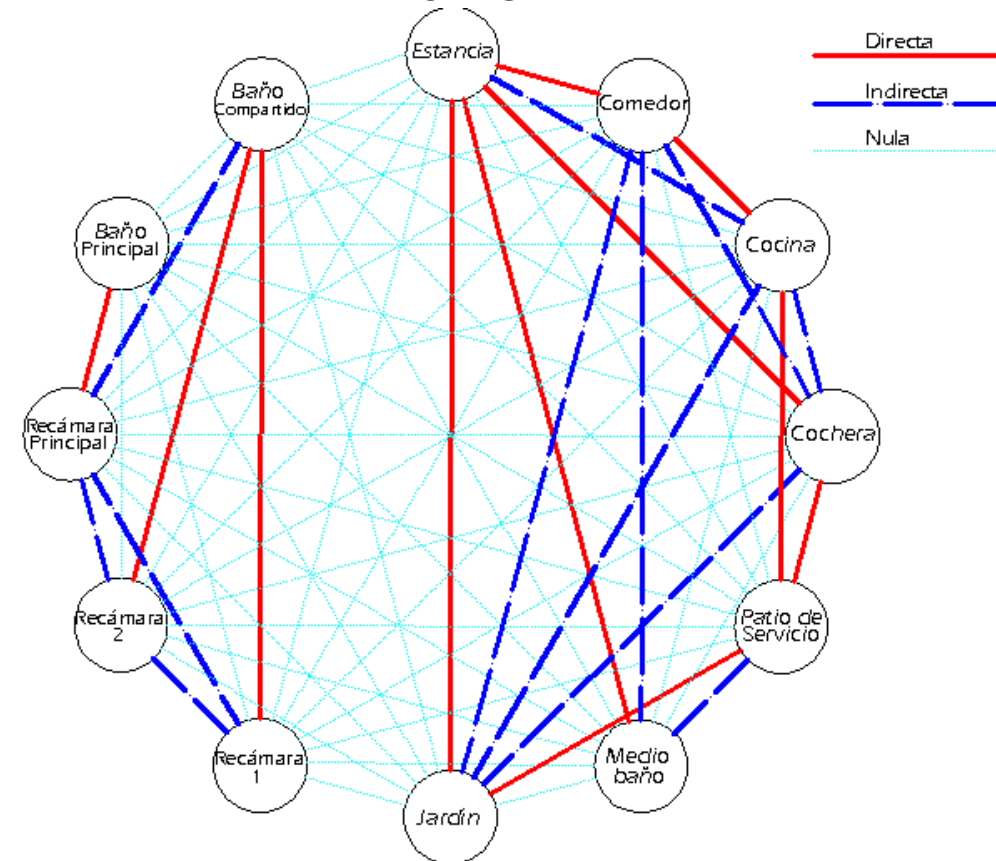 Estancia
Directa
Baño
Compartido
Comedor
Indirecta
Nula
Baño
Principal
Cocina
Recámara
Principal
Cochera
Recámara
2
Patio de
Servicio
Recámara
1
Medio
baño
Jardín